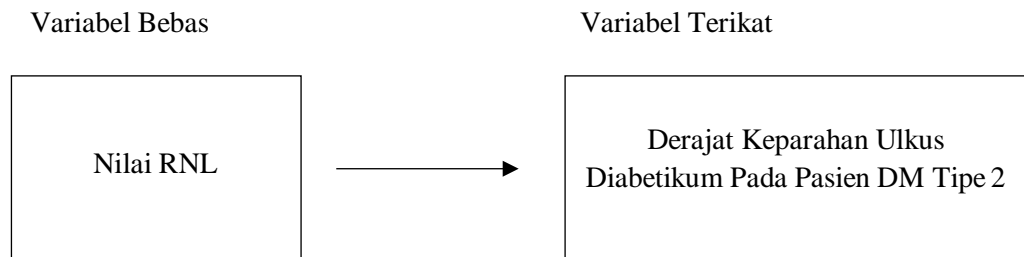 Variabel Bebas
Variabel Terikat
Nilai RNL
Derajat Keparahan Ulkus
Diabetikum Pada Pasien DM Tipe 2